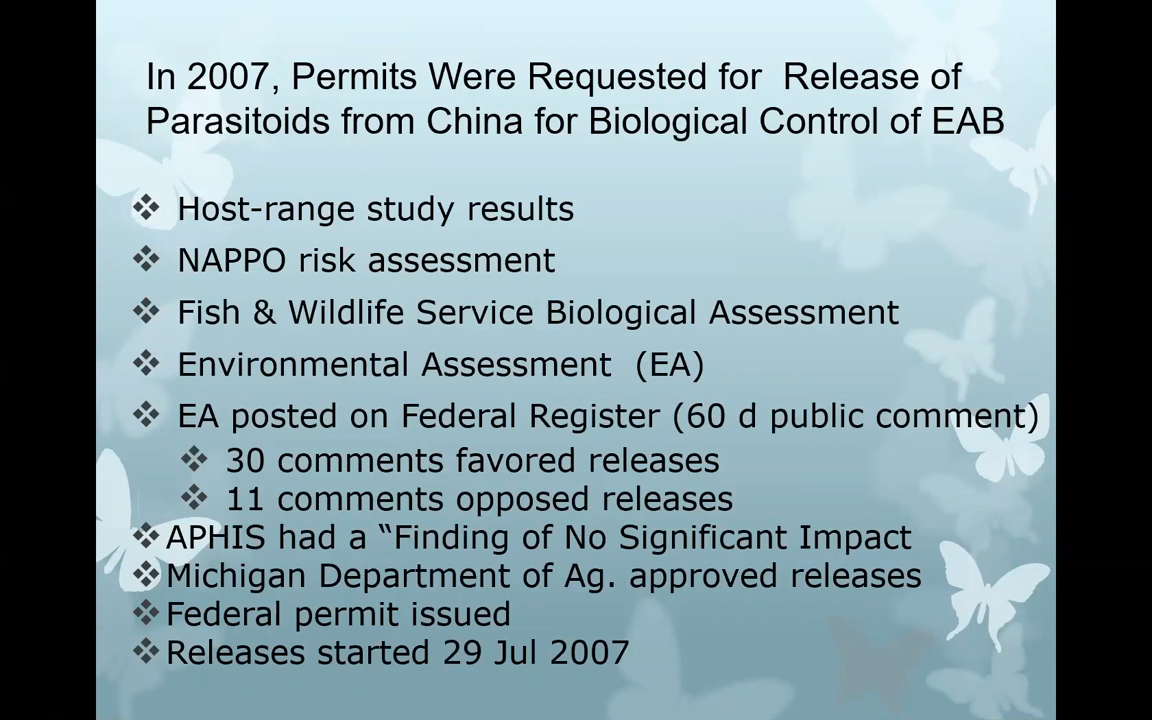 In 2007, Permits Were Requested for  Release of
Parasitoids from China for Biological Control of EAB
❖ Host-range study results
❖ NAPPO risk assessment
❖ Fish & Wildlife Service Biological Assessment
❖ Environmental Assessment  (EA)
❖ EA posted on Federal Register (60 d public comment)
❖ 30 comments favored releases
❖ 11 comments opposed releases
❖APHIS had a “Finding of No Significant Impact
❖Michigan Department of Ag. approved releases
❖Federal permit issued
❖Releases started 29 Jul 2007